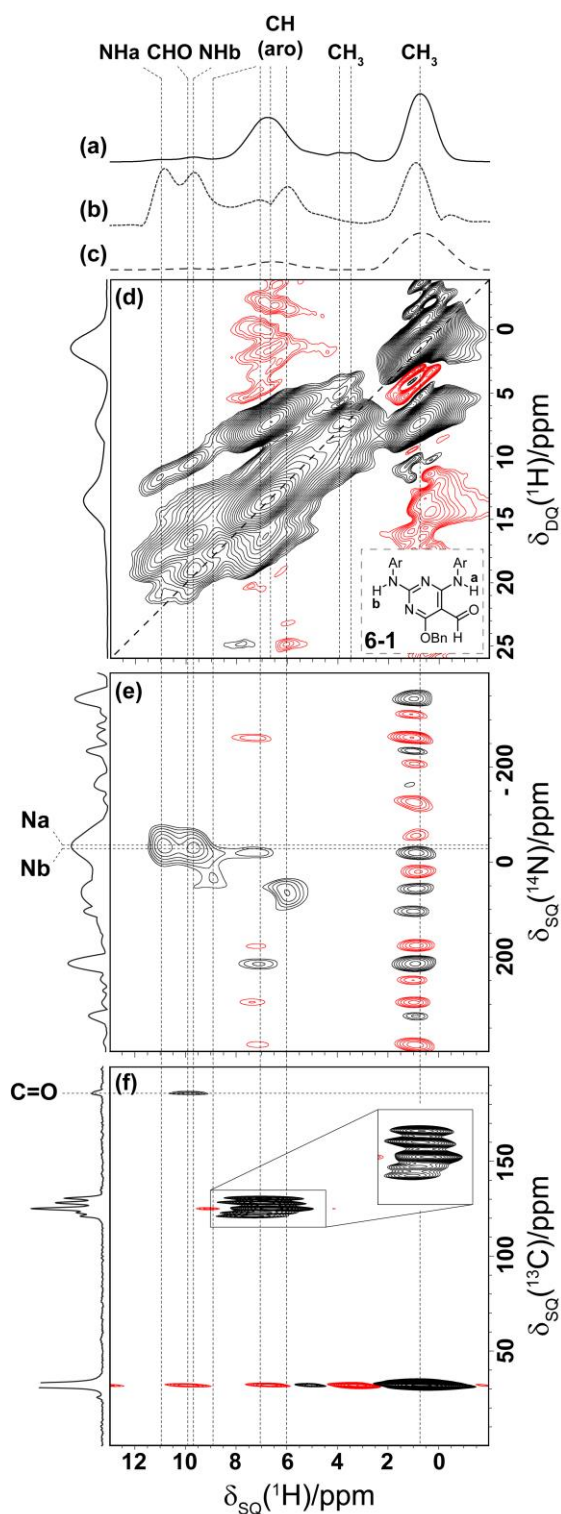 CH
NHa CHO NHb (aro) CH₃ CH₃
(a)
(b)
(c)
(d)
0
5
10
15
20
25
δDQ(¹H)/ppm
Ar Ar
N N a
H H
b N N O
OBn H
6-1
(e)
Na
Nb
-200
0
200
δSQ(¹⁴N)/ppm
(f)
C=O
150
100
50
δSQ(¹³C)/ppm
12 10 8 6 4 2 0
δSQ(¹H)/ppm